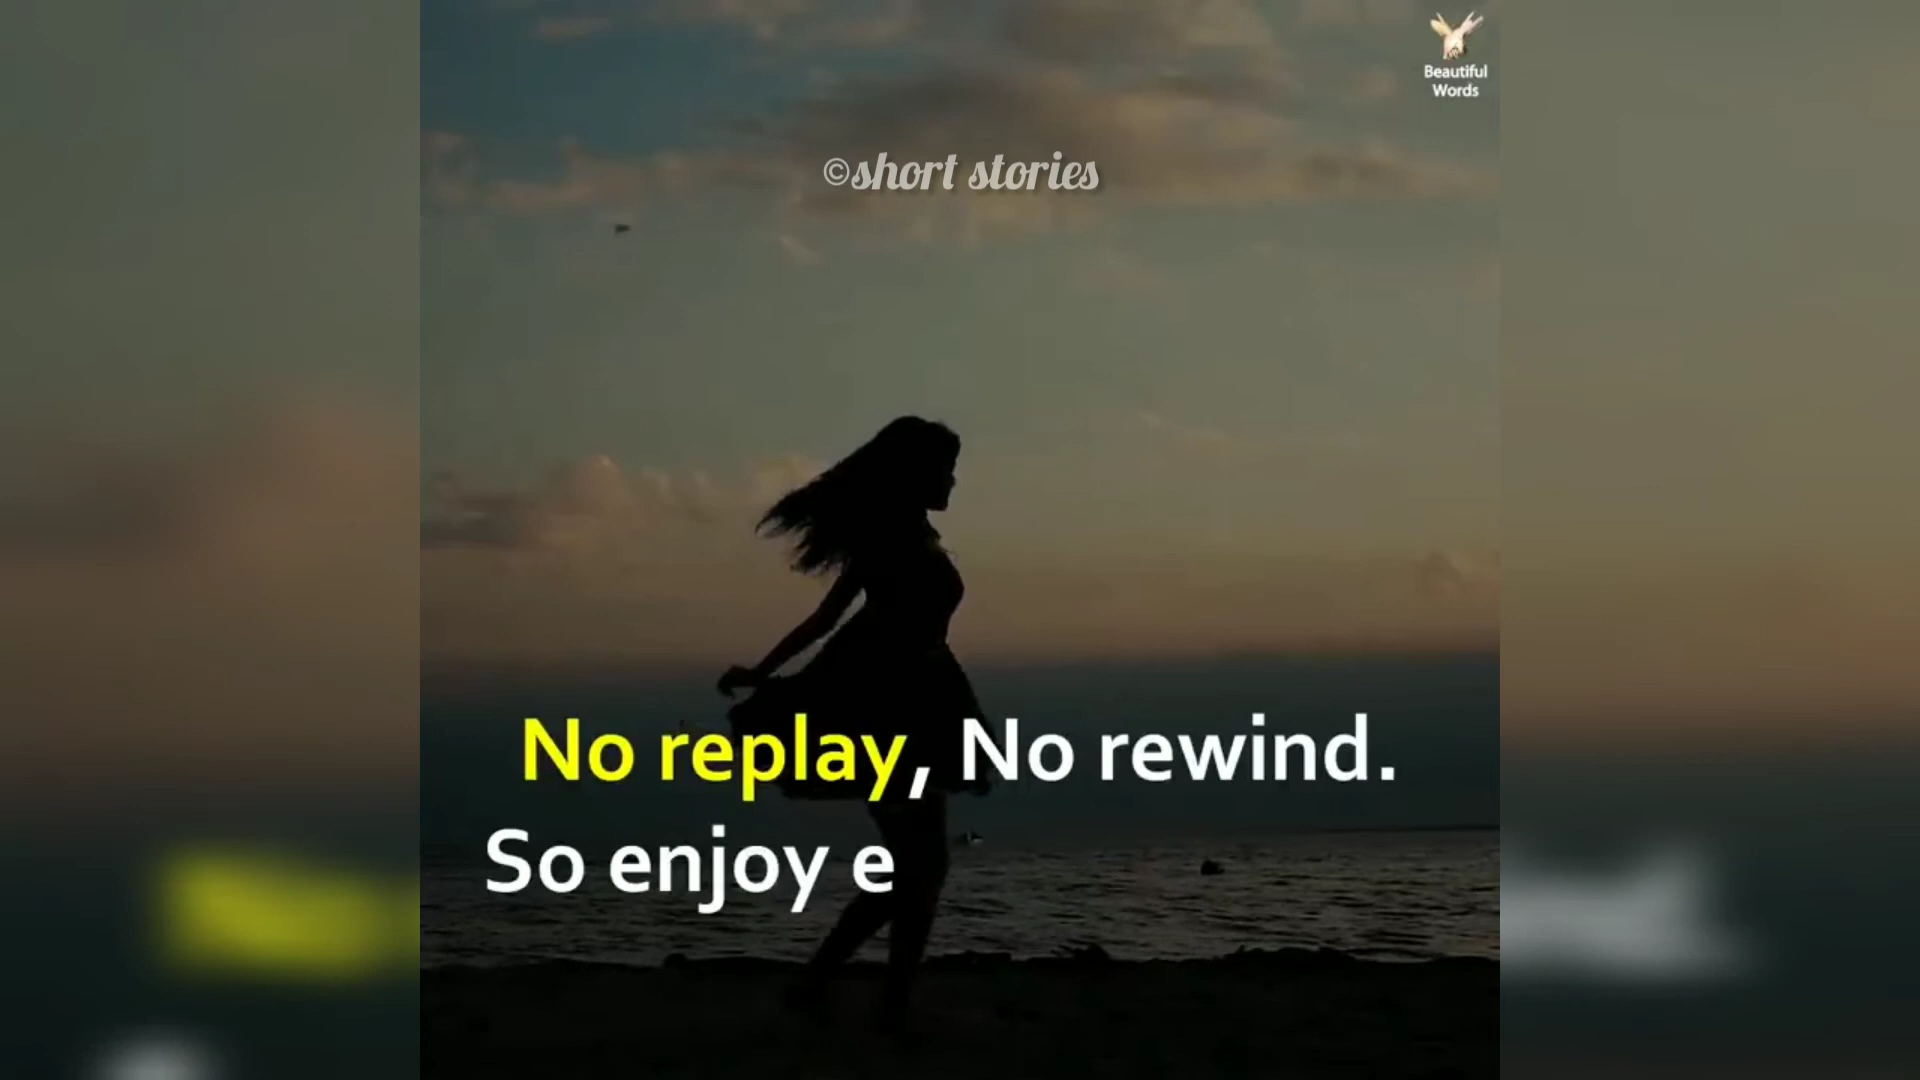 Beautiful
Words
©short stories
No replay, No rewind.
So enjoy e